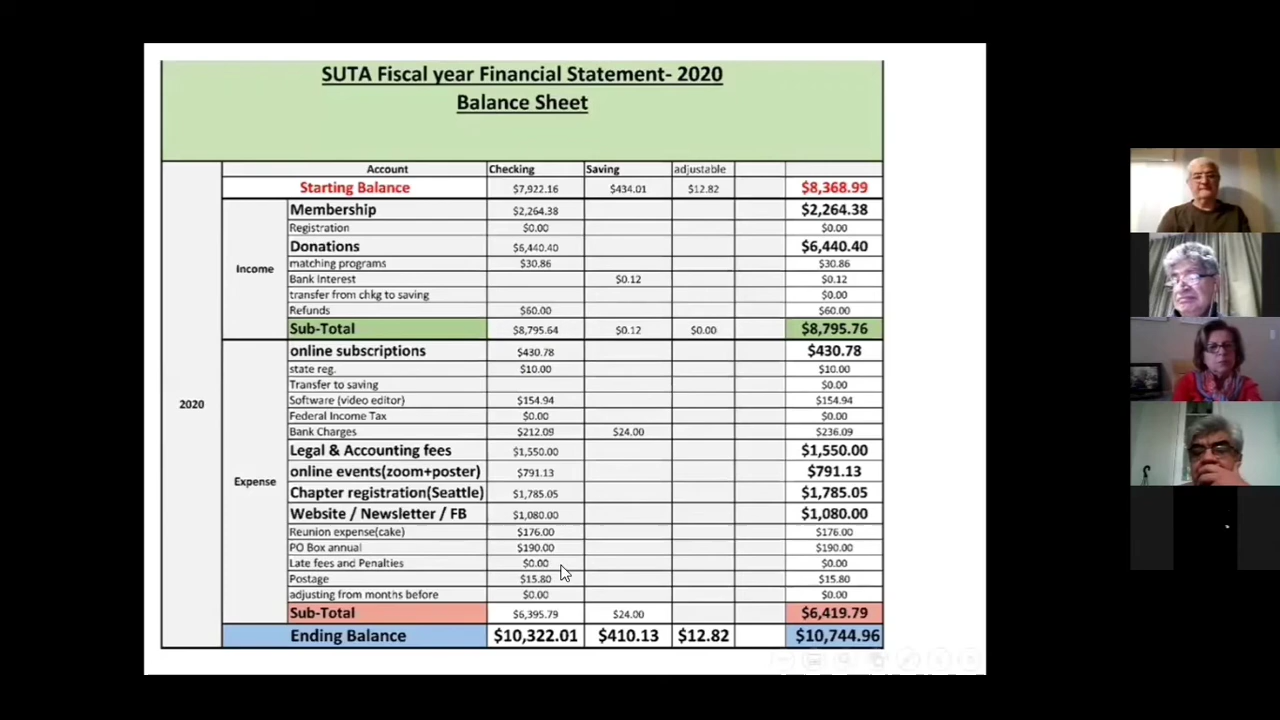 SUTA Fiscal year Financial Statement- 2020
Balance Sheet
Account Checking Saving adjustable
Starting Balance $7,922.16 $434.01 $12.82 $8,368.99
Membership $2,264.38 $2,264.38
Registration $0.00 $0.00
Donations $6,440.40 $6,440.40
matching programs $30.86 $30.86
Income
Bank Interest $0.12 $0.12
transfer from chkg to saving $0.00
Refunds $60.00 $60.00
Sub-Total $8,795.64 $0.12 $0.00 $8,795.76
online subscriptions $430.78 $430.78
state reg. $10.00 $10.00
Transfer to saving $0.00
2020
Software (video editor) $154.94 $154.94
Federal Income Tax $0.00 $0.00
Bank Charges $212.09 $24.00 $236.09
Legal & Accounting fees $1,550.00 $1,550.00
online events(zoom+poster) $791.13 $791.13
Expense
Chapter registration(Seattle) $1,785.05 $1,785.05
Website / Newsletter / FB $1,080.00 $1,080.00
Reunion expense(cake) $176.00 $176.00
PO Box annual $190.00 $190.00
Late fees and Penalties $0.00 $0.00
Postage $15.80 $15.80
adjusting from months before $0.00 $0.00
Sub-Total $6,395.79 $24.00 $6,419.79
Ending Balance $10,322.01 $410.13 $12.82 $10,744.96